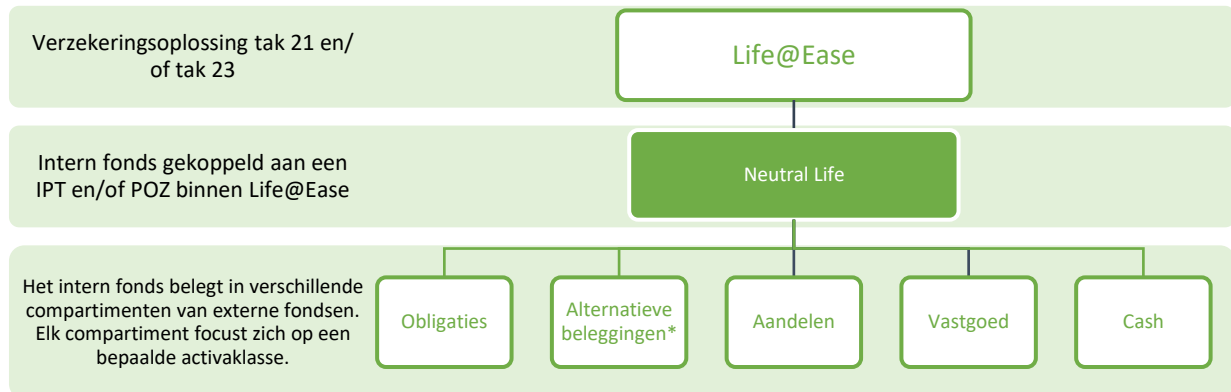 Verzekeringsoplossing tak 21 en/
of tak 23
Life@Ease
Intern fonds gekoppeld aan een
IPT en/of POZ binnen Life@Ease
Neutral Life
Het intern fonds belegt in verschillende
compartimenten van externe fondsen.
Elk compartiment focust zich op een
bepaalde activaklasse.
Obligaties
Alternatieve
beleggingen*
Aandelen
Vastgoed
Cash